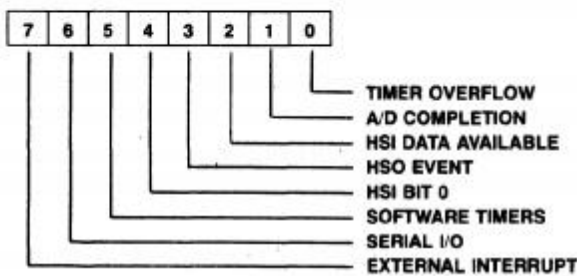 7 6 5 4 3 2 1 0
TIMER OVERFLOW
A/D COMPLETION
HSI DATA AVAILABLE
HSO EVENT
HSI BIT 0
SOFTWARE TIMERS
SERIAL I/O
EXTERNAL INTERRUPT